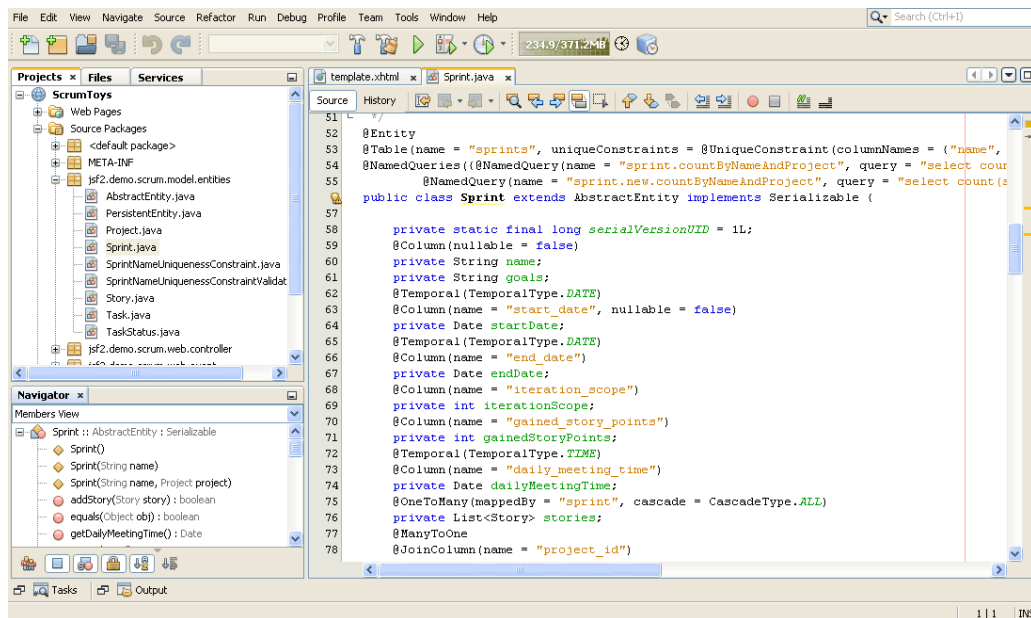 File Edit View Navigate Source Refactor Run Debug Profile Team Tools Window Help
Search (Ctrl+I)
234.9/371.2MB
Projects × Files Services
template.xhtml × Sprint.java ×
Source History
ScrumToys
Web Pages
Source Packages
<default package>
META-INF
jsf2.demo.scrum.model.entities
AbstractEntity.java
PersistentEntity.java
Project.java
Sprint.java
SprintNameUniquenessConstraint.java
SprintNameUniquenessConstraintValidat
Story.java
Task.java
TaskStatus.java
jsf2.demo.scrum.web.controller
Navigator ×
Members View
Sprint :: AbstractEntity : Serializable
Sprint()
Sprint(String name)
Sprint(String name, Project project)
addStory(Story story) : boolean
equals(Object obj) : boolean
getDailyMeetingTime() : Date
51 */
52 @Entity
53 @Table(name = "sprints", uniqueConstraints = @UniqueConstraint(columnNames = {"name",
54 @NamedQueries({@NamedQuery(name = "sprint.countByNameAndProject", query = "select coun
55 @NamedQuery(name = "sprint.new.countByNameAndProject", query = "select count(s
public class Sprint extends AbstractEntity implements Serializable {
57
58 private static final long serialVersionUID = 1L;
59 @Column(nullable = false)
60 private String name;
61 private String goals;
62 @Temporal(TemporalType.DATE)
63 @Column(name = "start_date", nullable = false)
64 private Date startDate;
65 @Temporal(TemporalType.DATE)
66 @Column(name = "end_date")
67 private Date endDate;
68 @Column(name = "iteration_scope")
69 private int iterationScope;
70 @Column(name = "gained_story_points")
71 private int gainedStoryPoints;
72 @Temporal(TemporalType.TIME)
73 @Column(name = "daily_meeting_time")
74 private Date dailyMeetingTime;
75 @OneToMany(mappedBy = "sprint", cascade = CascadeType.ALL)
76 private List<Story> stories;
77 @ManyToOne
78 @JoinColumn(name = "project_id")
Tasks Output
1|1 INS